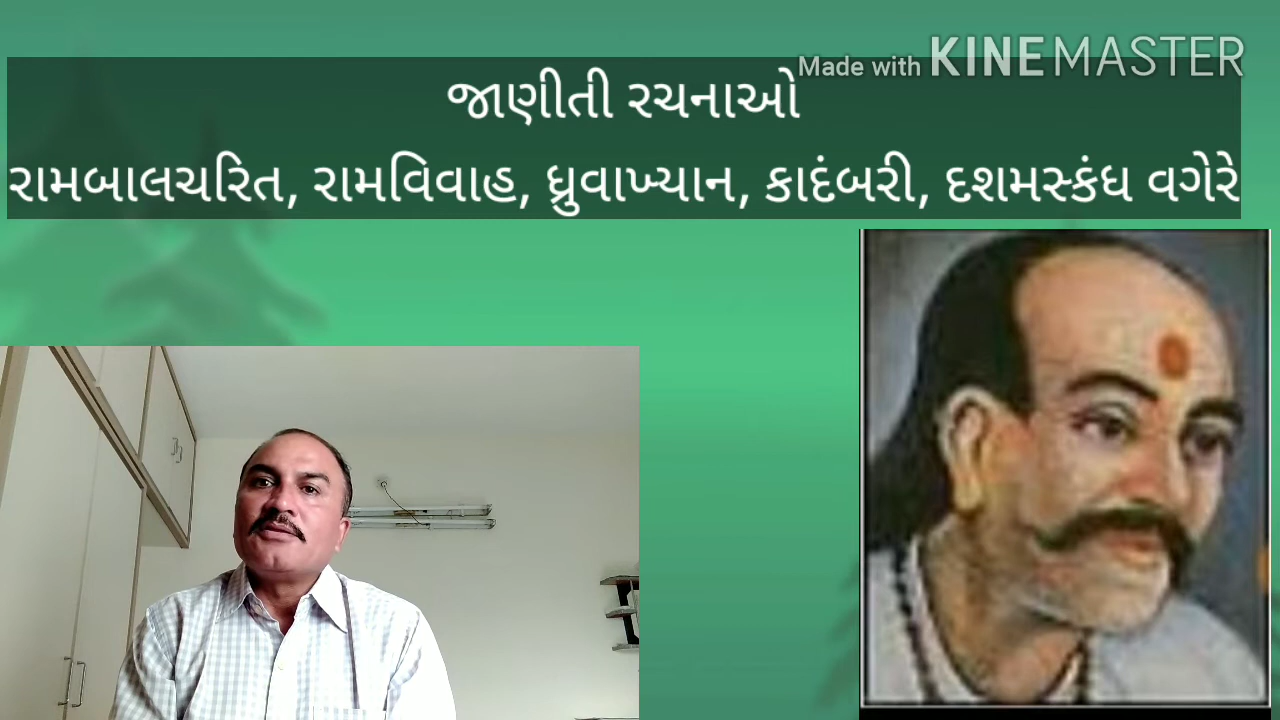 Made with KINEMASTER
જાણીતી રચનાઓ
રામબાલચરિત, રામવિવાહ, ધ્રુવાખ્યાન, કાદંબરી, દશમસ્કંધ વગેરે